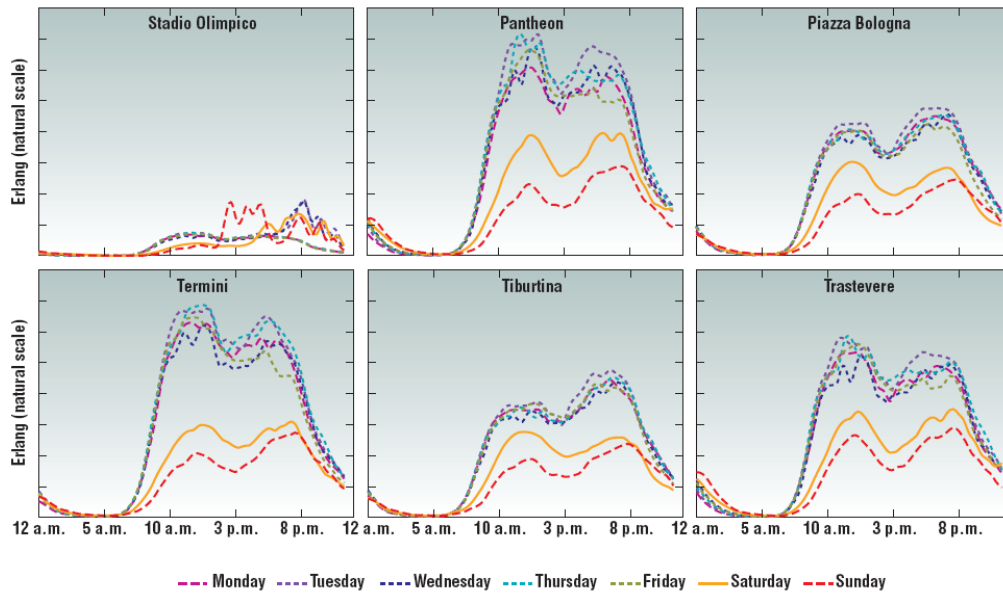 Stadio Olimpico
Pantheon
Piazza Bologna
Erlang (natural scale)
Termini
Tiburtina
Trastevere
Erlang (natural scale)
12 a.m. 5 a.m. 10 a.m. 3 p.m. 8 p.m. 12 a.m. 5 a.m. 10 a.m. 3 p.m. 8 p.m. 12 a.m. 5 a.m. 10 a.m. 3 p.m. 8 p.m.
Monday Tuesday Wednesday Thursday Friday Saturday Sunday